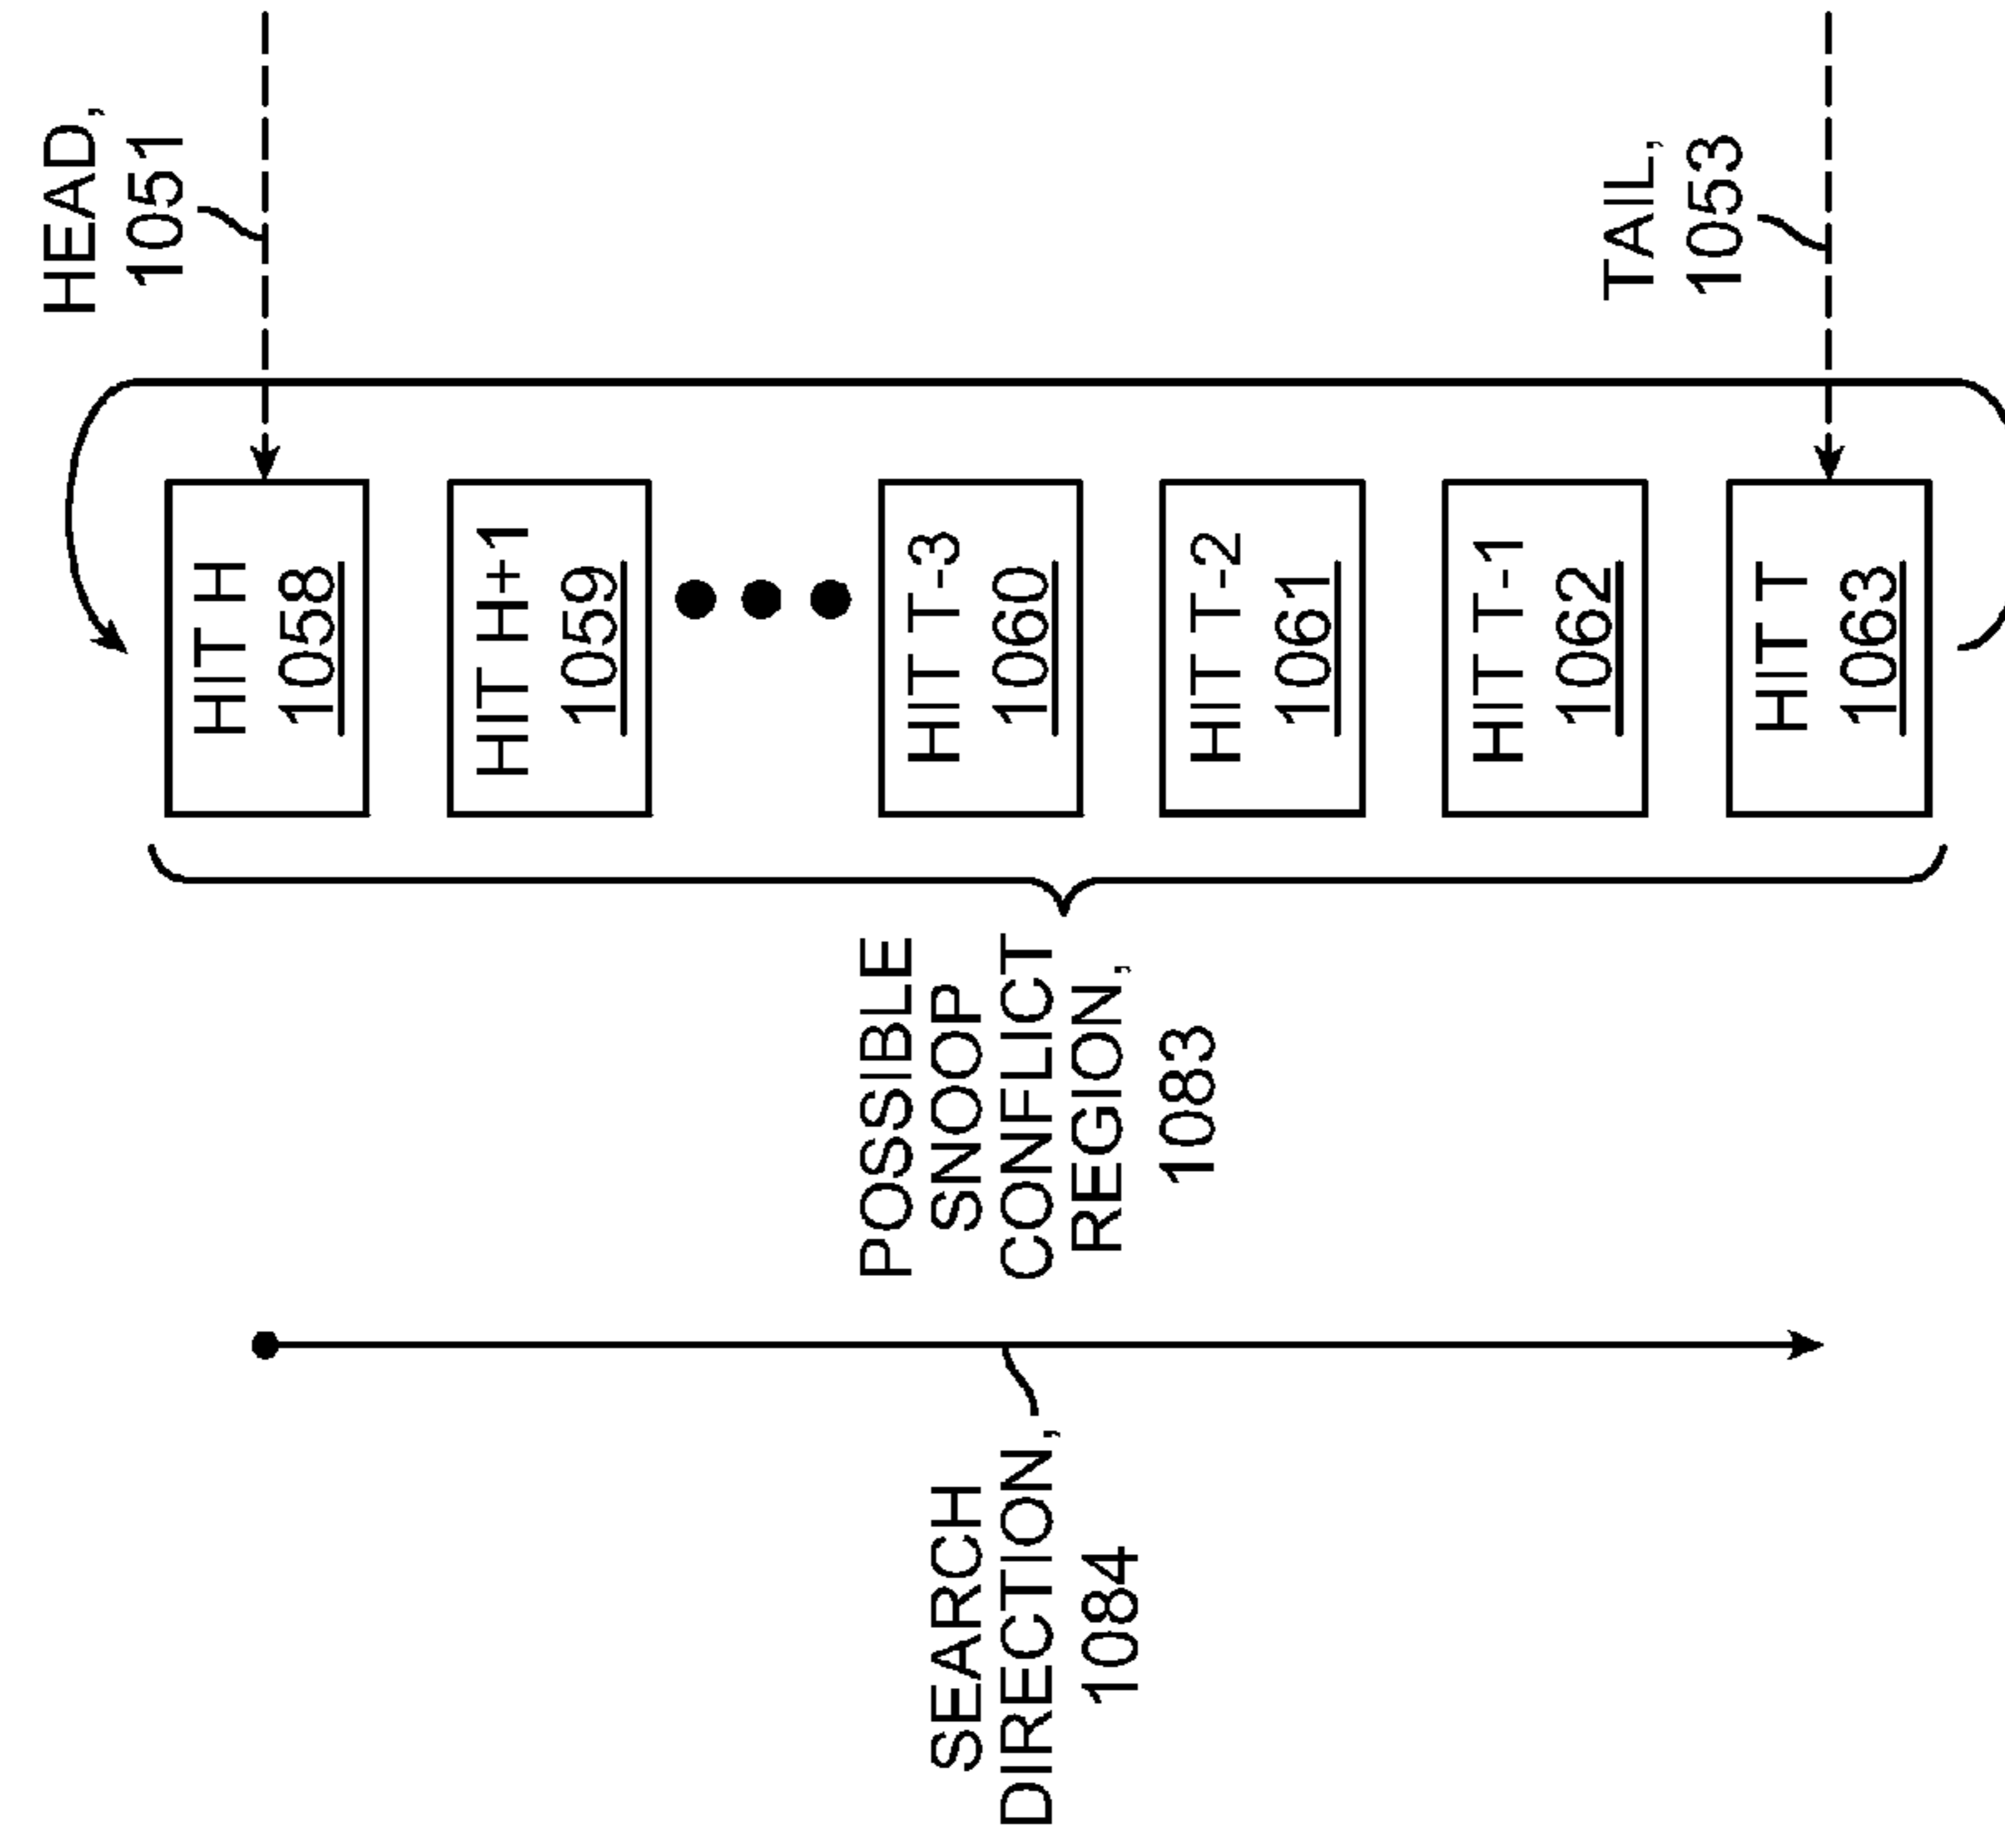 HEAD,
1051
TAIL,
1053
HIT H
1058
HIT H+1
1059
HIT T-3
1060
HIT T-2
1061
HIT T-1
1062
HIT T
1063
POSSIBLE
SNOOP
CONFLICT
REGION,
1083
SEARCH
DIRECTION,
1084